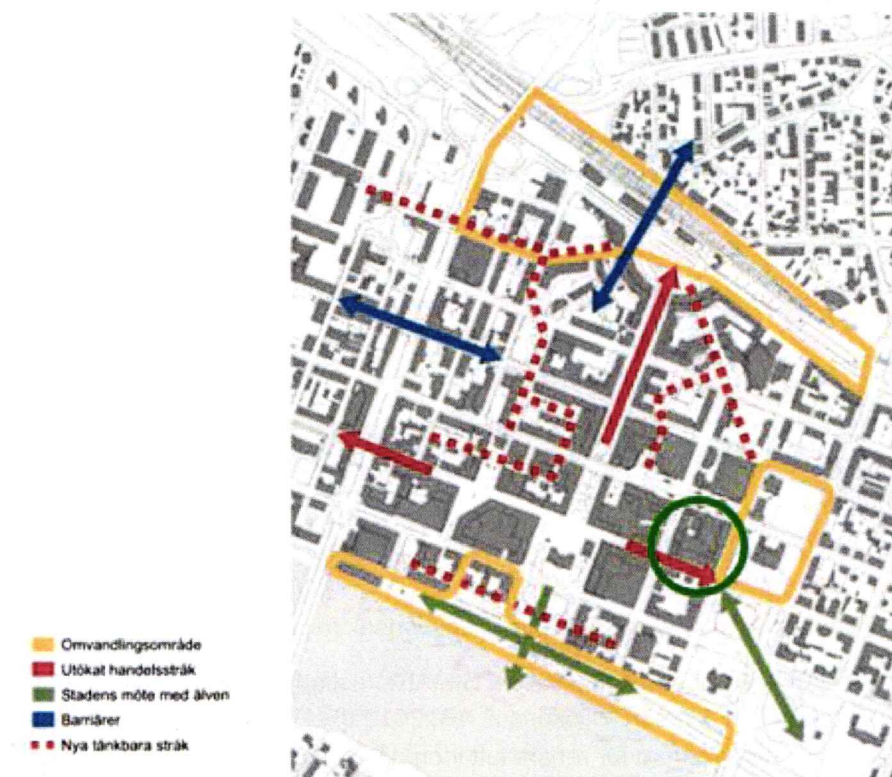 Omvandlingsområde
Utökat handelsstråk
Stadens möte med älven
Barriärer
Nya tänkbara stråk